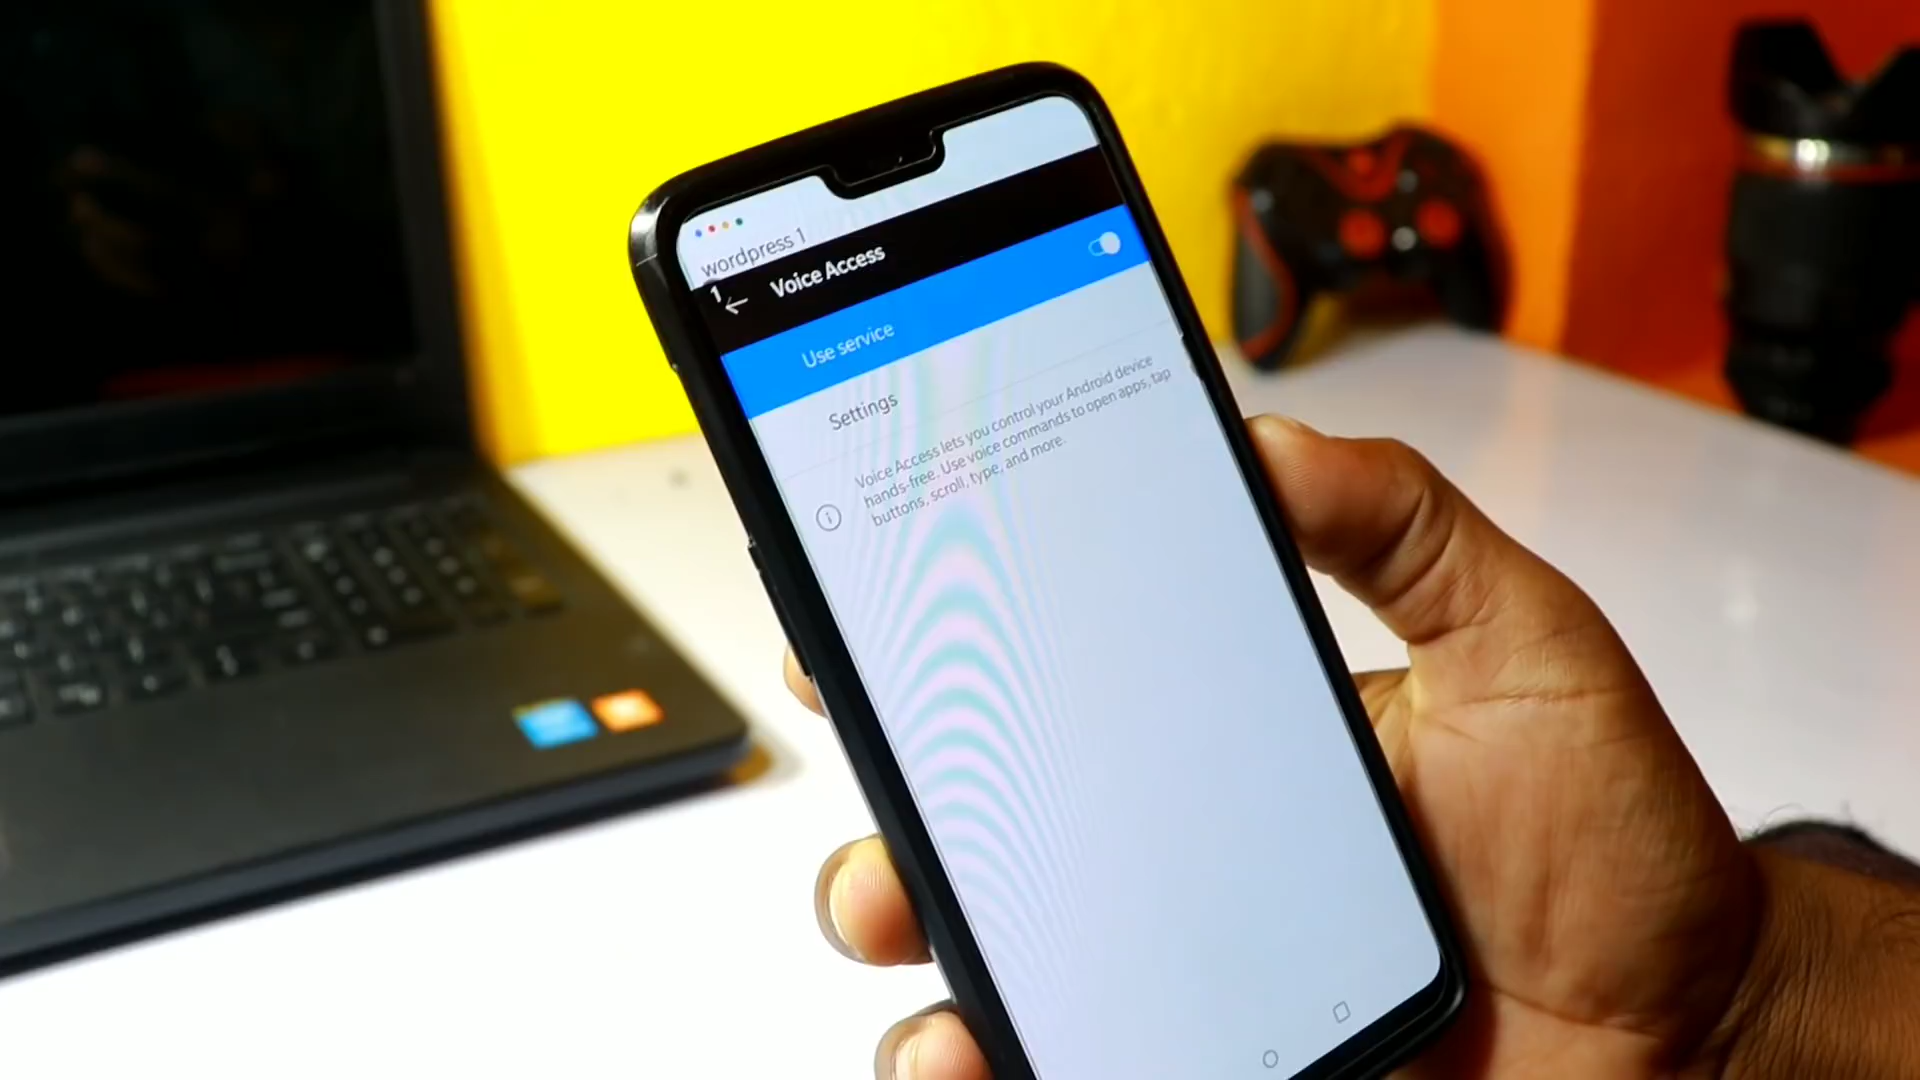 wordpress 1
1
Voice Access
Use service
Settings
Voice Access lets you control your Android device
hands-free. Use voice commands to open apps, tap
buttons, scroll, type, and more.